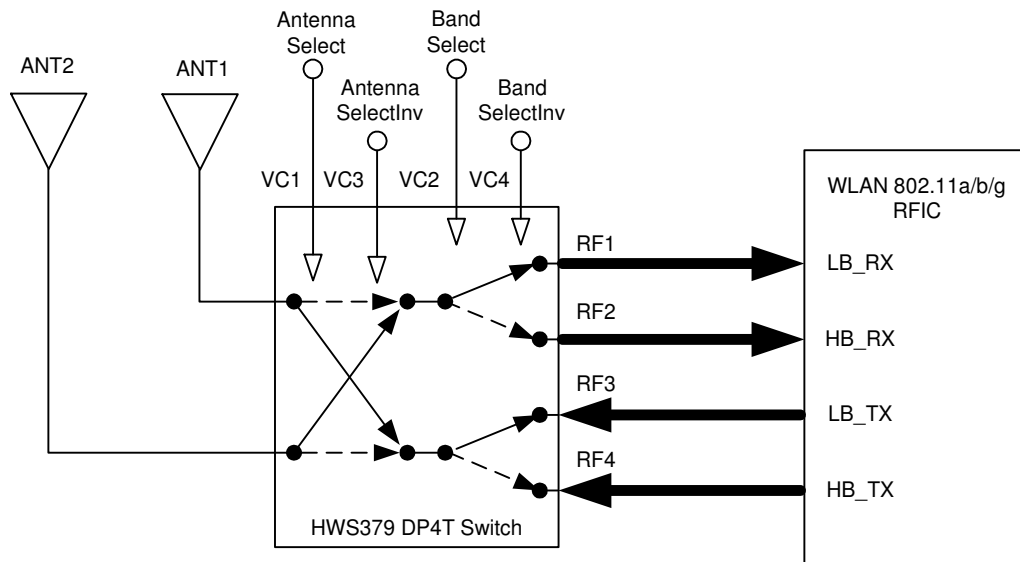 Antenna
Select
Band
Select
ANT2
ANT1
Antenna
SelectInv
Band
SelectInv
VC1
VC3
VC2
VC4
WLAN 802.11a/b/g
RFIC
RF1
LB_RX
RF2
HB_RX
RF3
LB_TX
RF4
HB_TX
HWS379 DP4T Switch